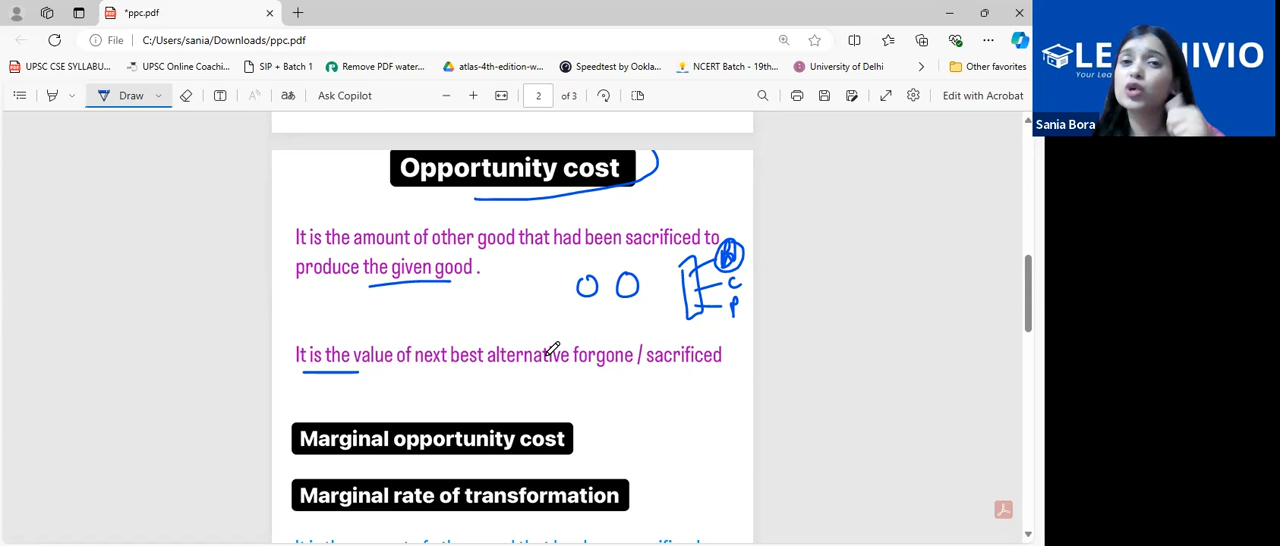 *ppc.pdf
File
C:/Users/sania/Downloads/ppc.pdf
UPSC CSE SYLLABU...
UPSC Online Coachi...
SIP + Batch 1
Remove PDF water...
atlas-4th-edition-w...
Speedtest by Ookla...
NCERT Batch - 19th...
University of Delhi
Other favorites
Draw
Ask Copilot
2 of 3
Edit with Acrobat
Sania Bora
Opportunity cost
It is the amount of other good that had been sacrificed to
produce the given good .
C
P
It is the value of next best alternative forgone / sacrificed
Marginal opportunity cost
Marginal rate of transformation